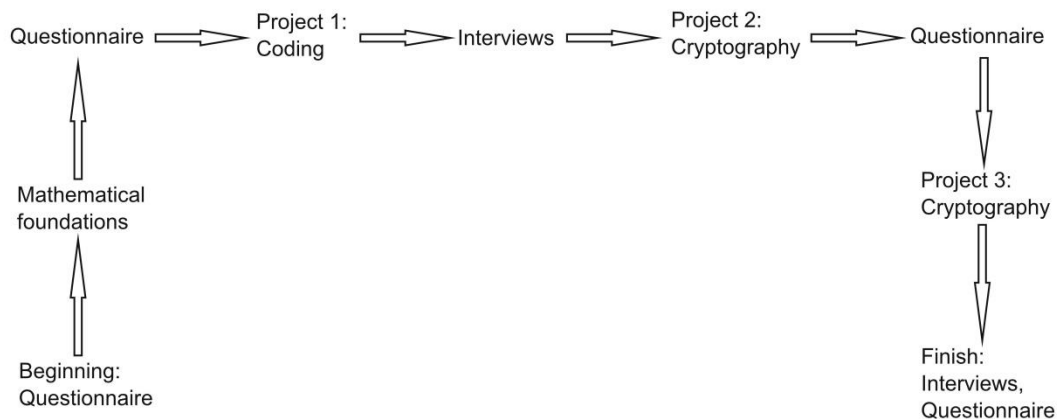 Beginning:
Questionnaire
Mathematical
foundations
Questionnaire
Project 1:
Coding
Interviews
Project 2:
Cryptography
Questionnaire
Project 3:
Cryptography
Finish:
Interviews,
Questionnaire